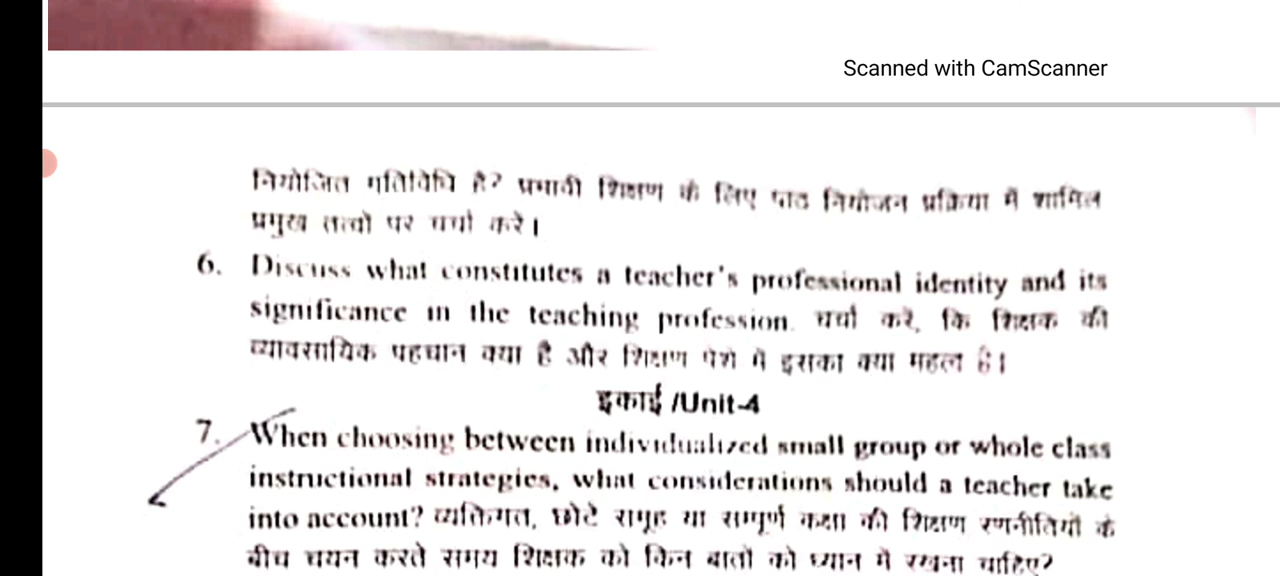 Scanned with CamScanner
नियोजित गतिविधि है? प्रभावी शिक्षण के लिए पाठ नियोजन प्रक्रिया में शामिल
प्रमुख तत्वों पर चर्चा करें।
6. Discuss what constitutes a teacher's professional identity and its
significance in the teaching profession. चर्चा करें, कि शिक्षक की
व्यावसायिक पहचान क्या है और शिक्षण पेशे में इसका क्या महत्व है।
इकाई /Unit-4
7. When choosing between individualized small group or whole class
instructional strategies, what considerations should a teacher take
into account? व्यक्तिगत, छोटे समूह या सम्पूर्ण कक्षा की शिक्षण रणनीतियों के
बीच चयन करते समय शिक्षक को किन बातों को ध्यान में रखना चाहिए?